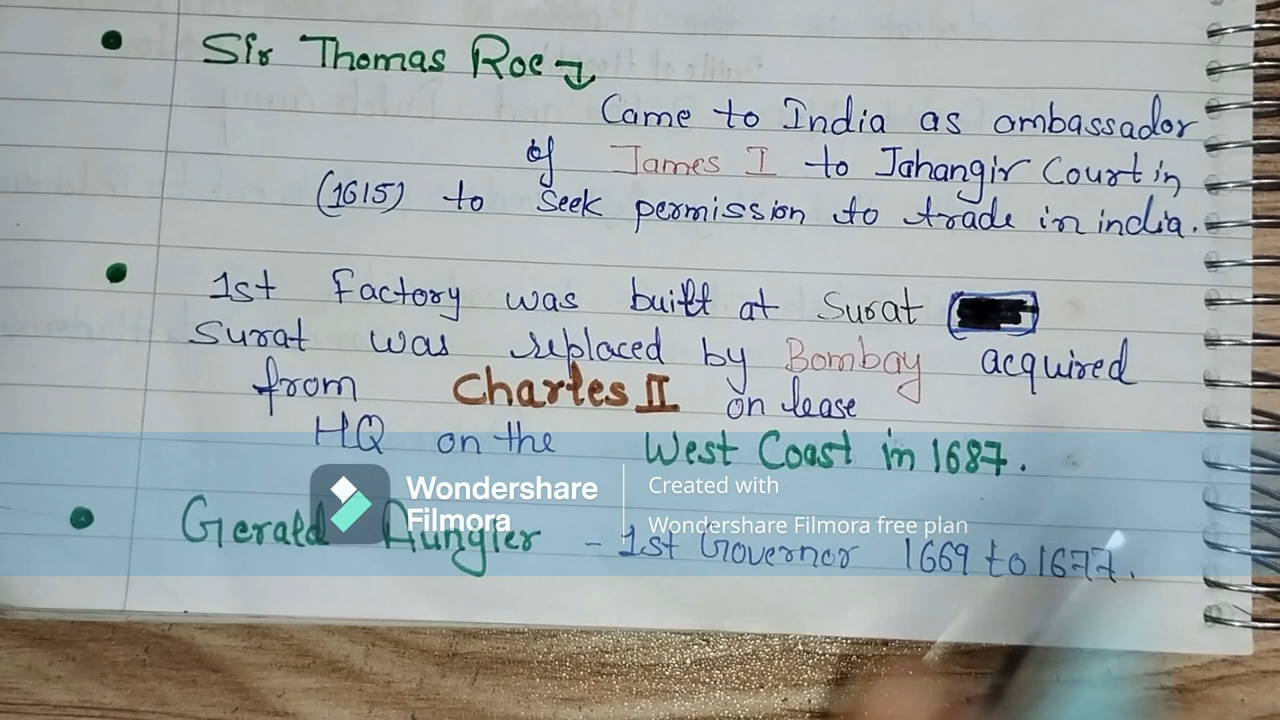 Sir Thomas Roe
Came to India as ambassador
of James I to Jahangir Court in
(1615) to seek permission to trade in india.
1st Factory was built at Surat
Surat was replaced by Bombay acquired
from Charles II on lease
HQ on the West Coast in 1687.
Wondershare
Filmora
Created with
Wondershare Filmora free plan
Gerald Aungier - 1st Governor 1669 to 1677.